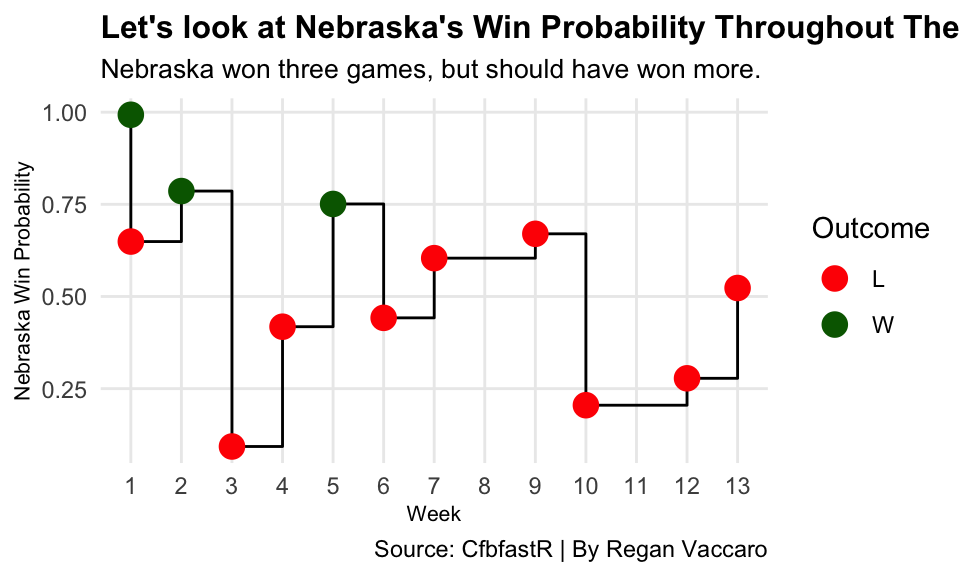 Let's look at Nebraska's Win Probability Throughout The
Nebraska won three games, but should have won more.
1.00
0.75
0.50
0.25
Nebraska Win Probability
1 2 3 4 5 6 7 8 9 10 11 12 13
Week
Outcome
L
W
Source: CfbfastR | By Regan Vaccaro